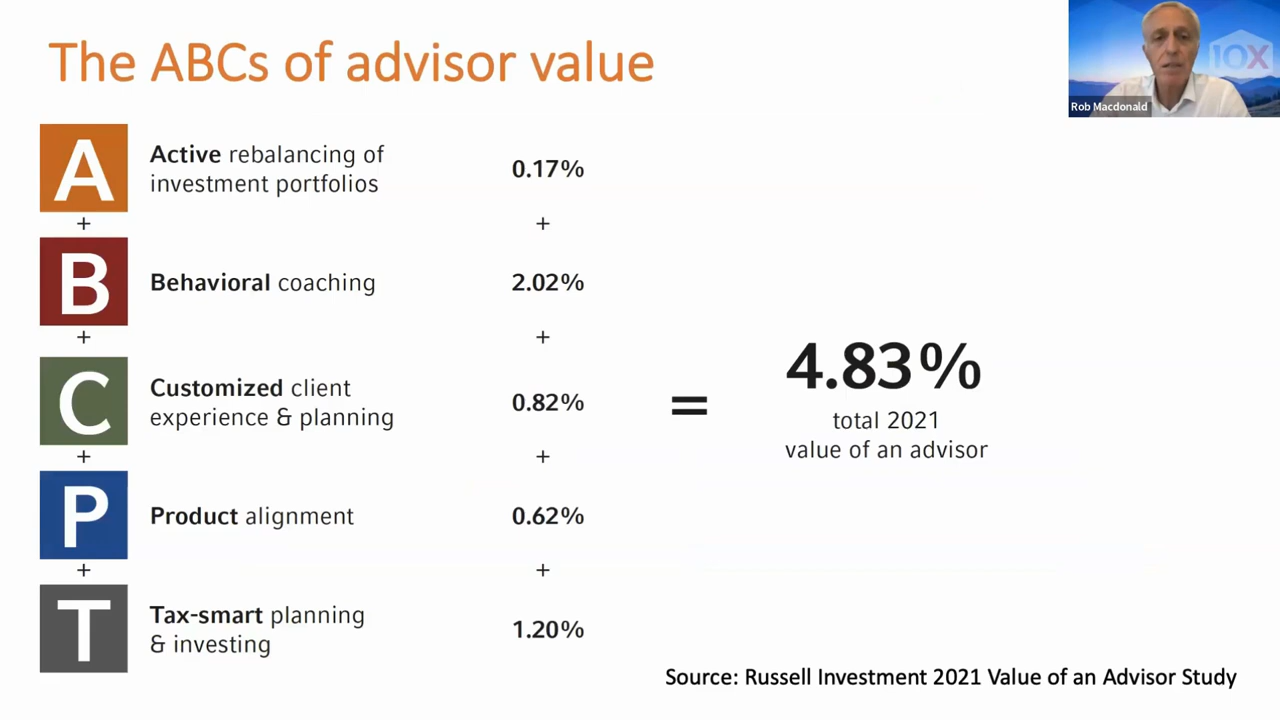 The ABCs of advisor value
10X
Rob Macdonald
A
Active rebalancing of
investment portfolios
0.17%
+
+
B
Behavioral coaching
2.02%
+
+
C
Customized client
experience & planning
0.82%
+
+
P
Product alignment
0.62%
+
+
T
Tax-smart planning
& investing
1.20%
=
4.83%
total 2021
value of an advisor
Source: Russell Investment 2021 Value of an Advisor Study